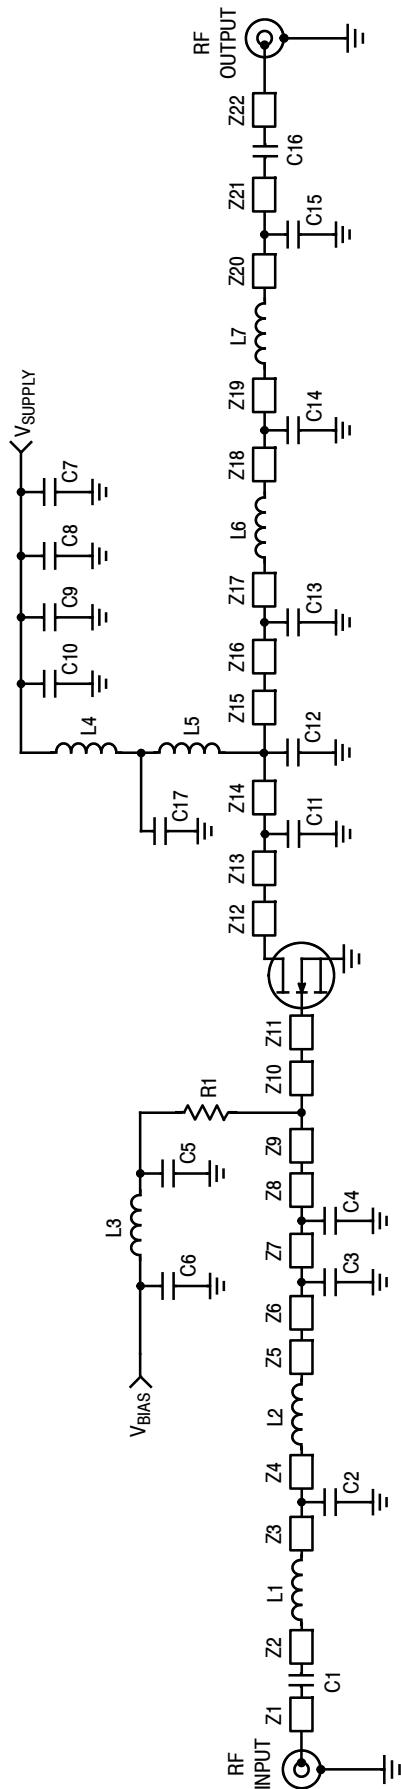 RF
INPUT
Z1
C1
Z2
L1
Z3
C2
Z4
L2
Z5
Z6
C3
Z7
C4
Z8
Z9
VBIAS
C6
L3
C5
R1
Z10
Z11
Z12
Z13
C11
Z14
C12
C17
L5
L4
C10
C9
C8
C7
VSUPPLY
Z15
Z16
C13
Z17
L6
Z18
C14
Z19
L7
Z20
C15
Z21
C16
Z22
RF
OUTPUT